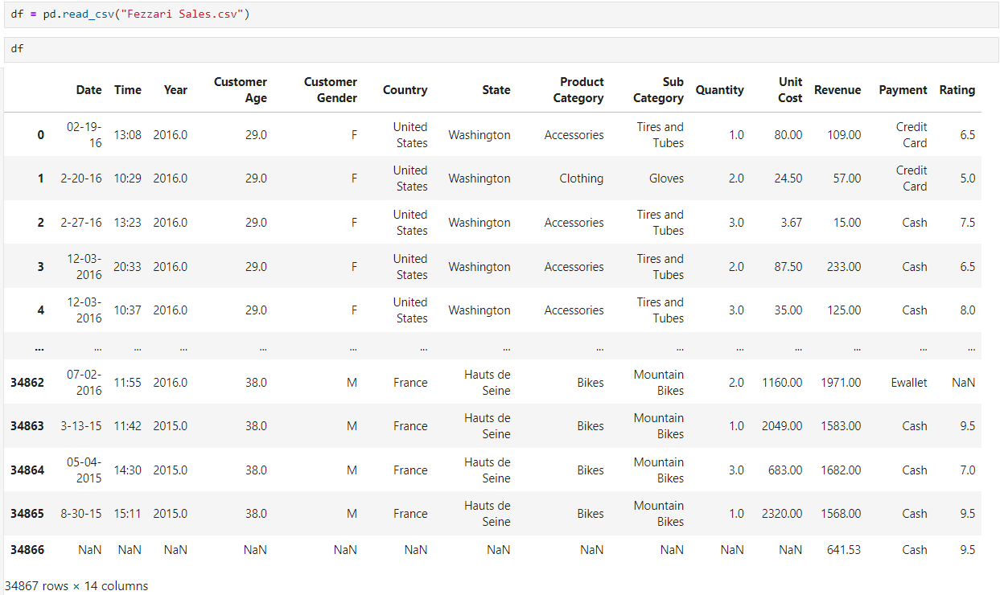 df = pd.read_csv("Fezzari Sales.csv")
df
Date Time Year Customer Age Customer Gender Country State Product Category Sub Category Quantity Unit Cost Revenue Payment Rating
0 02-19-16 13:08 2016.0 29.0 F United States Washington Accessories Tires and Tubes 1.0 80.00 109.00 Credit Card 6.5
1 2-20-16 10:29 2016.0 29.0 F United States Washington Clothing Gloves 2.0 24.50 57.00 Credit Card 5.0
2 2-27-16 13:23 2016.0 29.0 F United States Washington Accessories Tires and Tubes 3.0 3.67 15.00 Cash 7.5
3 12-03-2016 20:33 2016.0 29.0 F United States Washington Accessories Tires and Tubes 2.0 87.50 233.00 Cash 6.5
4 12-03-2016 10:37 2016.0 29.0 F United States Washington Accessories Tires and Tubes 3.0 35.00 125.00 Cash 8.0
... ... ... ... ... ... ... ... ... ... ... ... ... ... ...
34862 07-02-2016 11:55 2016.0 38.0 M France Hauts de Seine Bikes Mountain Bikes 2.0 1160.00 1971.00 Ewallet NaN
34863 3-13-15 11:42 2015.0 38.0 M France Hauts de Seine Bikes Mountain Bikes 1.0 2049.00 1583.00 Cash 9.5
34864 05-04-2015 14:30 2015.0 38.0 M France Hauts de Seine Bikes Mountain Bikes 3.0 683.00 1682.00 Cash 7.0
34865 8-30-15 15:11 2015.0 38.0 M France Hauts de Seine Bikes Mountain Bikes 1.0 2320.00 1568.00 Cash 9.5
34866 NaN NaN NaN NaN NaN NaN NaN NaN NaN NaN NaN 641.53 Cash 9.5
34867 rows × 14 columns